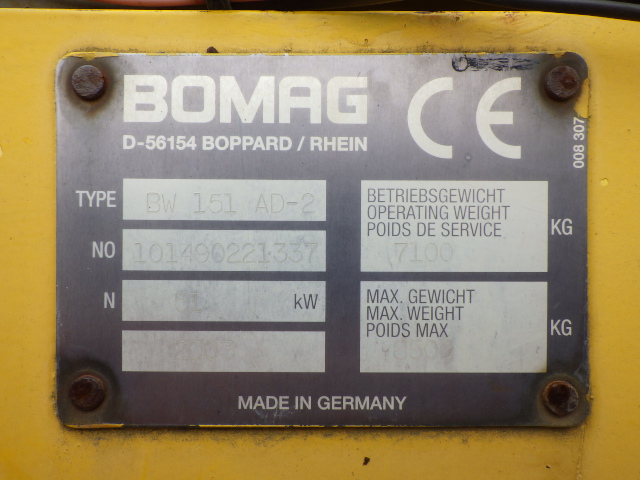 BOMAG
CE
D-56154 BOPPARD / RHEIN
008 307
TYPE BW 151 AD-2
NO 101490221337
N kW
BETRIEBSGEWICHT
OPERATING WEIGHT
POIDS DE SERVICE
7100 KG
MAX. GEWICHT
MAX. WEIGHT
POIDS MAX
KG
MADE IN GERMANY